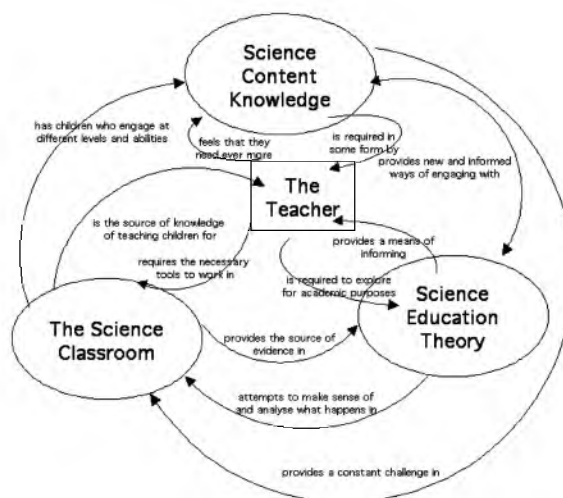 Science
Content
Knowledge
has children who engage at
different levels and abilities
feels that they
need ever more
is required in
some form by
provides new and informed
ways of engaging with
The
Teacher
is the source of knowledge
of teaching children for
provides a means of
informing
requires the necessary
tools to work in
is required to explore
for academic purposes
The Science
Classroom
Science
Education
Theory
provides the source of
evidence in
attempts to make sense of
and analyse what happens in
provides a constant challenge in